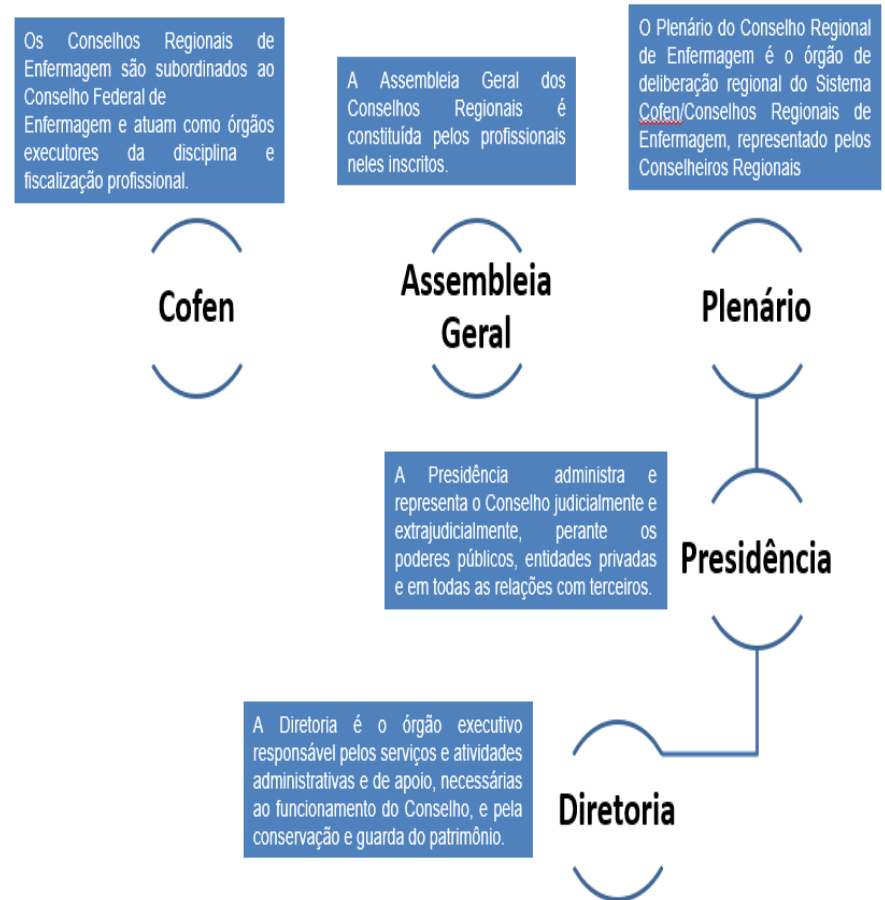 Os Conselhos Regionais de
Enfermagem são subordinados ao
Conselho Federal de
Enfermagem e atuam como órgãos
executores da disciplina e
fiscalização profissional.
A Assembleia Geral dos
Conselhos Regionais é
constituída pelos profissionais
neles inscritos.
O Plenário do Conselho Regional
de Enfermagem é o órgão de
deliberação regional do Sistema
Cofen/Conselhos Regionais de
Enfermagem, representado pelos
Conselheiros Regionais
Cofen
Assembleia
Geral
Plenário
A Presidência administra e
representa o Conselho judicialmente e
extrajudicialmente, perante os
poderes públicos, entidades privadas
e em todas as relações com terceiros.
Presidência
A Diretoria é o órgão executivo
responsável pelos serviços e atividades
administrativas e de apoio, necessárias
ao funcionamento do Conselho, e pela
conservação e guarda do patrimônio.
Diretoria